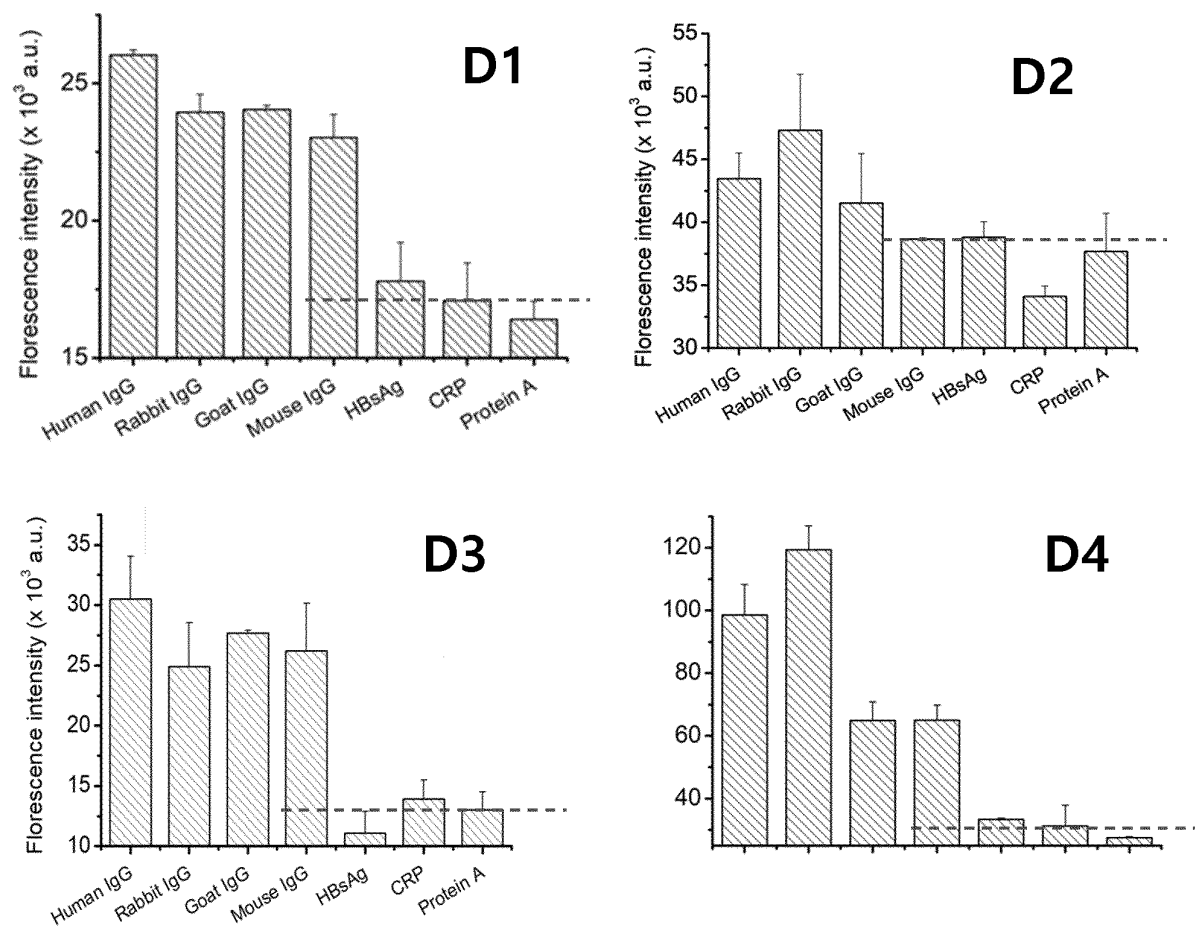 D1
Florescence intensity (x 10³ a.u.)
25
20
15
Human IgG
Rabbit IgG
Goat IgG
Mouse IgG
HBsAg
CRP
Protein A
D2
Florescence intensity (x 10³ a.u.)
55
50
45
40
35
30
Human IgG
Rabbit IgG
Goat IgG
Mouse IgG
HBsAg
CRP
Protein A
D3
Florescence intensity (x 10³ a.u.)
35
30
25
20
15
10
Human IgG
Rabbit IgG
Goat IgG
Mouse IgG
HBsAg
CRP
Protein A
D4
120
100
80
60
40